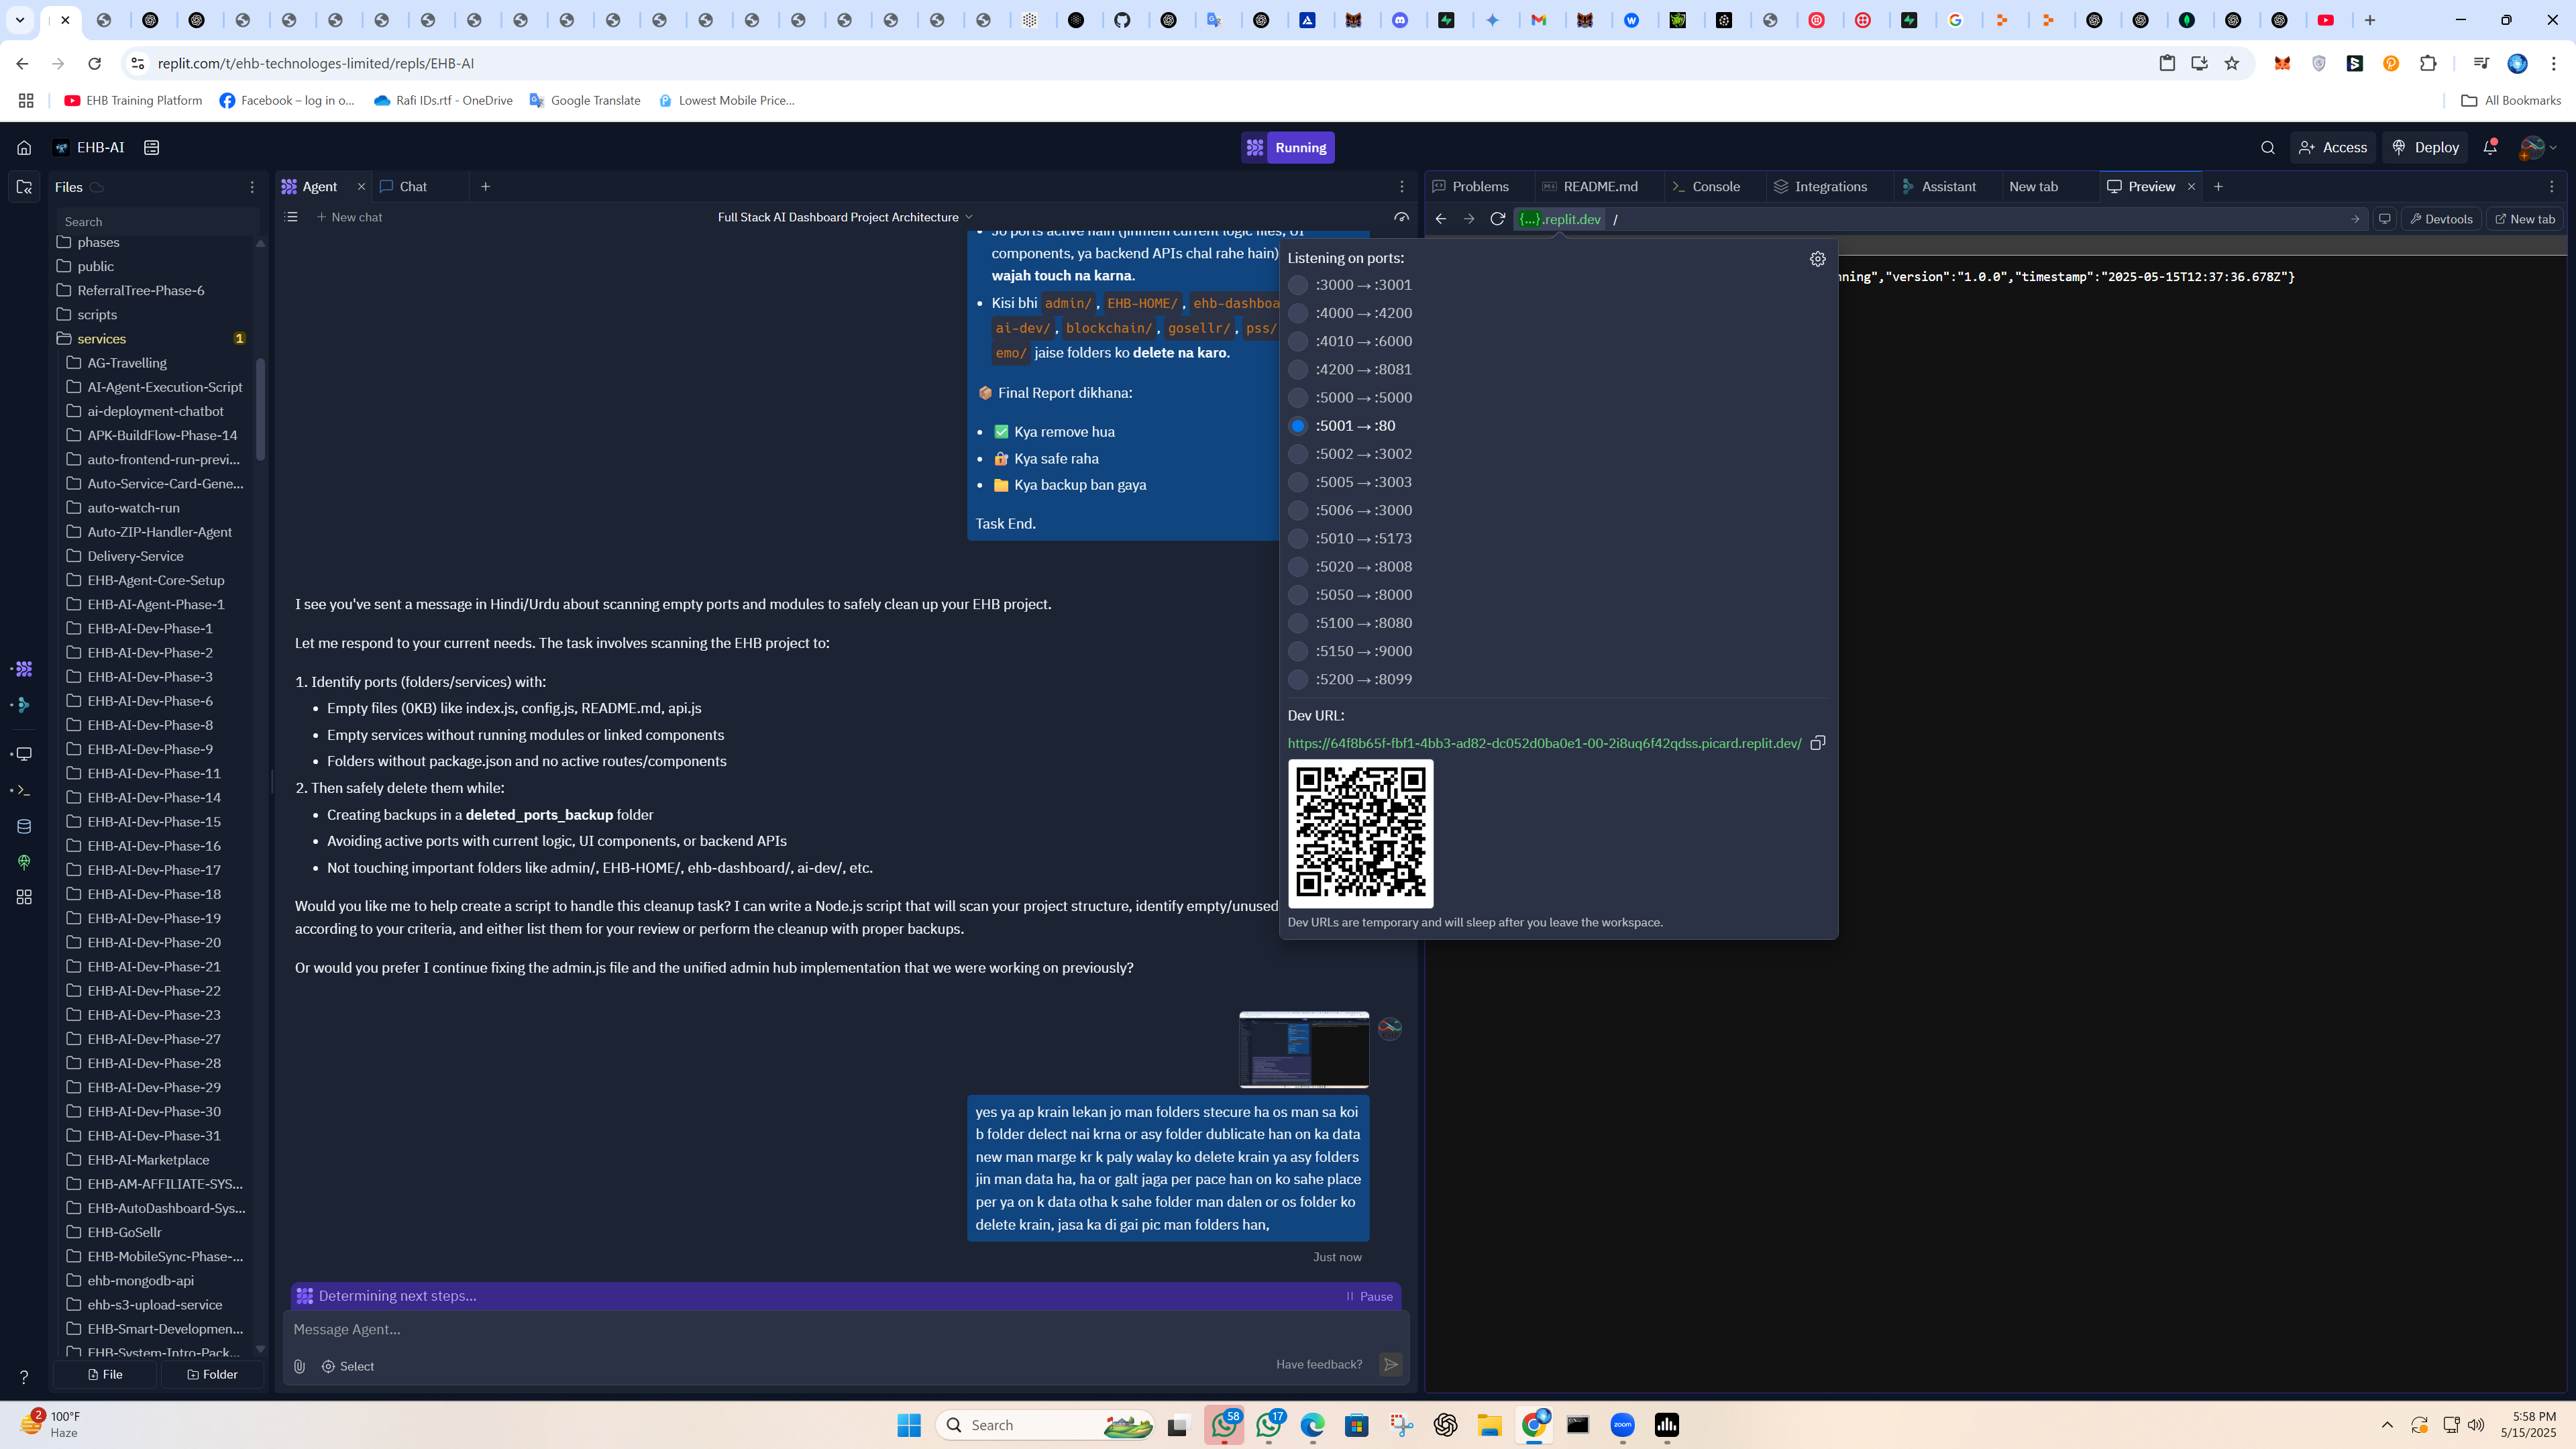 replit.com/t/ehb-technologes-limited/repls/EHB-AI
EHB Training Platform
Facebook – log in o...
Rafi IDs.rtf - OneDrive
Google Translate
Lowest Mobile Price...
All Bookmarks
EHB-AI
Running
Access
Deploy
Files
Search
phases
public
ReferralTree-Phase-6
scripts
services 1
AG-Travelling
AI-Agent-Execution-Script
ai-deployment-chatbot
APK-BuildFlow-Phase-14
auto-frontend-run-previ...
Auto-Service-Card-Gene...
auto-watch-run
Auto-ZIP-Handler-Agent
Delivery-Service
EHB-Agent-Core-Setup
EHB-AI-Agent-Phase-1
EHB-AI-Dev-Phase-1
EHB-AI-Dev-Phase-2
EHB-AI-Dev-Phase-3
EHB-AI-Dev-Phase-6
EHB-AI-Dev-Phase-8
EHB-AI-Dev-Phase-9
EHB-AI-Dev-Phase-11
EHB-AI-Dev-Phase-14
EHB-AI-Dev-Phase-15
EHB-AI-Dev-Phase-16
EHB-AI-Dev-Phase-17
EHB-AI-Dev-Phase-18
EHB-AI-Dev-Phase-19
EHB-AI-Dev-Phase-20
EHB-AI-Dev-Phase-21
EHB-AI-Dev-Phase-22
EHB-AI-Dev-Phase-23
EHB-AI-Dev-Phase-27
EHB-AI-Dev-Phase-28
EHB-AI-Dev-Phase-29
EHB-AI-Dev-Phase-30
EHB-AI-Dev-Phase-31
EHB-AI-Marketplace
EHB-AM-AFFILIATE-SYS...
EHB-AutoDashboard-Sys...
EHB-GoSellr
EHB-MobileSync-Phase-...
ehb-mongodb-api
ehb-s3-upload-service
EHB-Smart-Developmen...
EHB-System-Intro-Pack...
File
Folder
Agent
Chat
New chat
Full Stack AI Dashboard Project Architecture
ports active hain (jinmein current logic files, UI
components, ya backend APIs chal rahe hain)
wajah touch na karna.
Kisi bhi admin/, EHB-HOME/, ehb-dashboa
ai-dev/, blockchain/, gosellr/, pss/
emo/ jaise folders ko delete na karo.
📦 Final Report dikhana:
✅ Kya remove hua
🔐 Kya safe raha
📁 Kya backup ban gaya
Task End.
I see you've sent a message in Hindi/Urdu about scanning empty ports and modules to safely clean up your EHB project.
Let me respond to your current needs. The task involves scanning the EHB project to:
1. Identify ports (folders/services) with:
Empty files (0KB) like index.js, config.js, README.md, api.js
Empty services without running modules or linked components
Folders without package.json and no active routes/components
2. Then safely delete them while:
Creating backups in a deleted_ports_backup folder
Avoiding active ports with current logic, UI components, or backend APIs
Not touching important folders like admin/, EHB-HOME/, ehb-dashboard/, ai-dev/, etc.
Would you like me to help create a script to handle this cleanup task? I can write a Node.js script that will scan your project structure, identify empty/unused
according to your criteria, and either list them for your review or perform the cleanup with proper backups.
Or would you prefer I continue fixing the admin.js file and the unified admin hub implementation that we were working on previously?
yes ya ap krain lekan jo man folders stecure ha os man sa koi
b folder delect nai krna or asy folder dublicate han on ka data
new man marge kr k paly walay ko delete krain ya asy folders
jin man data ha, ha or galt jaga per pace han on ko sahe place
per ya on k data otha k sahe folder man dalen or os folder ko
delete krain, jasa ka di gai pic man folders han,
Just now
Determining next steps...
Pause
Message Agent...
Select
Have feedback?
Problems
README.md
Console
Integrations
Assistant
New tab
Preview
{...}.replit.dev /
Devtools
New tab
nning","version":"1.0.0","timestamp":"2025-05-15T12:37:36.678Z"}
Listening on ports:
:3000 → :3001
:4000 → :4200
:4010 → :6000
:4200 → :8081
:5000 → :5000
:5001 → :80
:5002 → :3002
:5005 → :3003
:5006 → :3000
:5010 → :5173
:5020 → :8008
:5050 → :8000
:5100 → :8080
:5150 → :9000
:5200 → :8099
Dev URL:
https://64f8b65f-fbf1-4bb3-ad82-dc052d0ba0e1-00-2i8uq6f42qdss.picard.replit.dev/
Dev URLs are temporary and will sleep after you leave the workspace.
2
100°F
Haze
Search
58
17
zoom
5:58 PM
5/15/2025